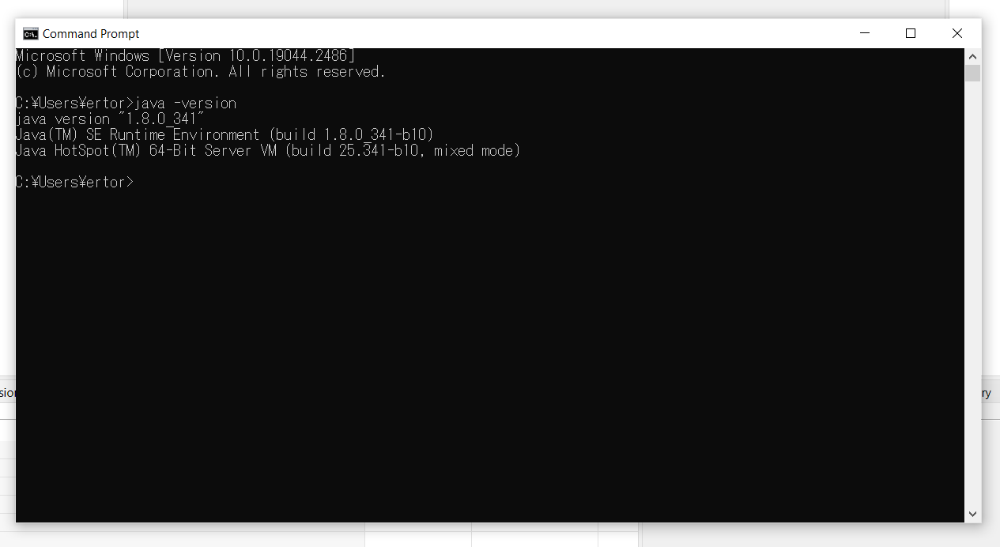 Command Prompt
Microsoft Windows [Version 10.0.19044.2486]
(c) Microsoft Corporation. All rights reserved.
C:¥Users¥ertor>java -version
java version "1.8.0_341"
Java(TM) SE Runtime Environment (build 1.8.0_341-b10)
Java HotSpot(TM) 64-Bit Server VM (build 25.341-b10, mixed mode)
C:¥Users¥ertor>